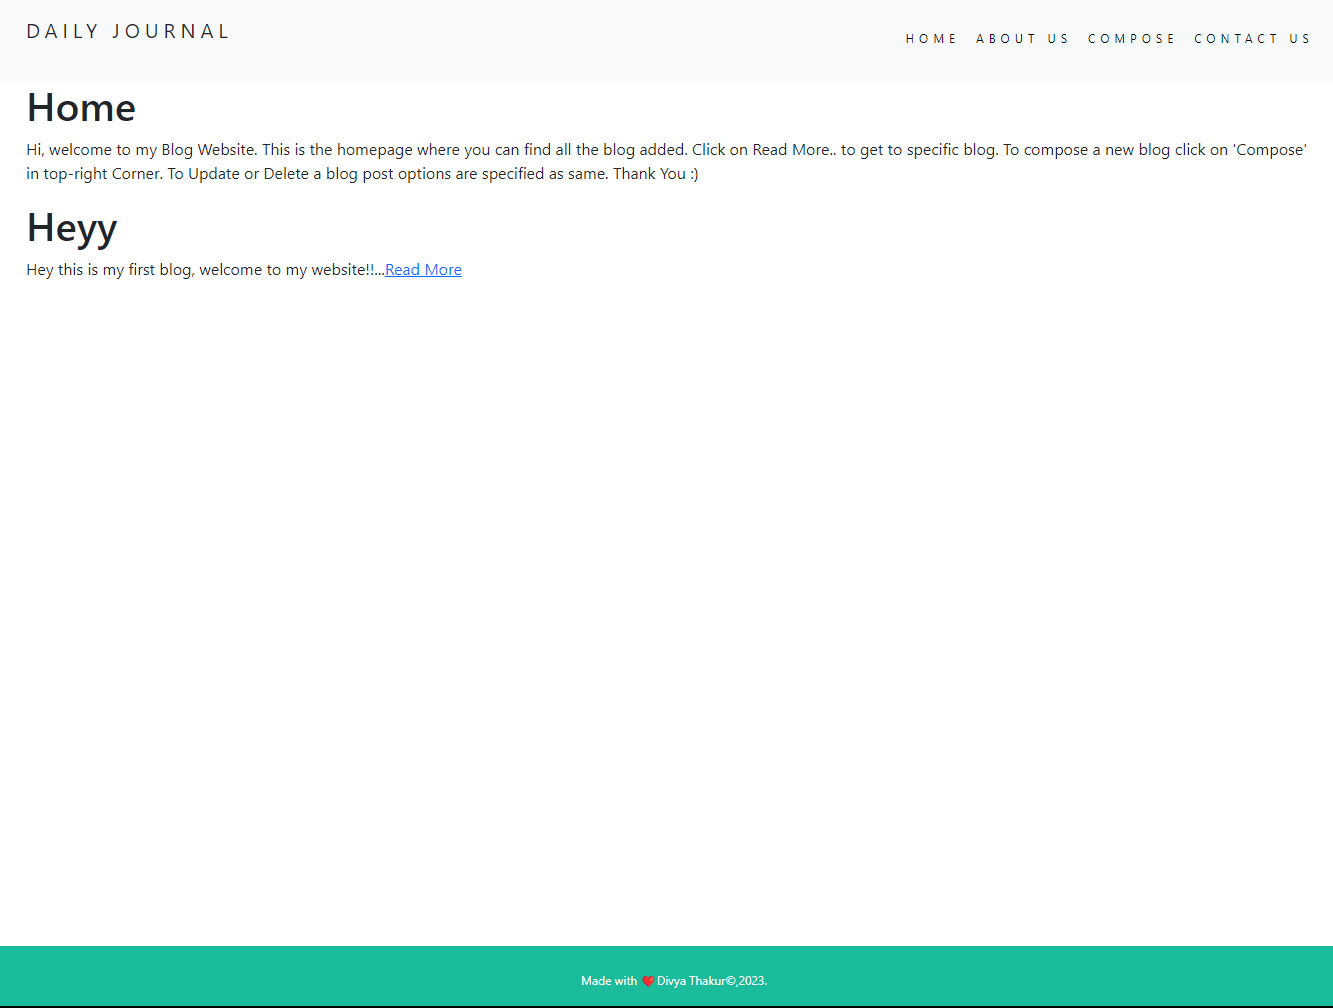 DAILY JOURNAL
HOME ABOUT US COMPOSE CONTACT US
Home
Hi, welcome to my Blog Website. This is the homepage where you can find all the blog added. Click on Read More.. to get to specific blog. To compose a new blog click on 'Compose'
in top-right Corner. To Update or Delete a blog post options are specified as same. Thank You :)
Heyy
Hey this is my first blog, welcome to my website!!...Read More
Made with ❤️ Divya Thakur©,2023.